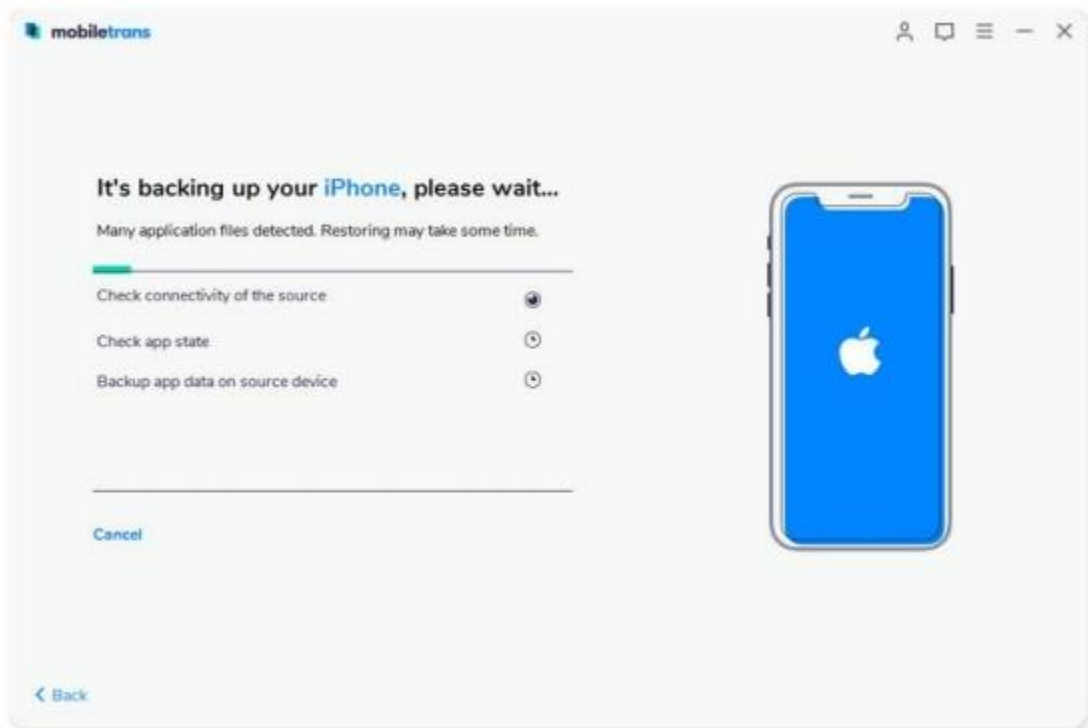 mobiletrans
It's backing up your iPhone, please wait...
Many application files detected. Restoring may take some time.
Check connectivity of the source
Check app state
Backup app data on source device
Cancel
Back